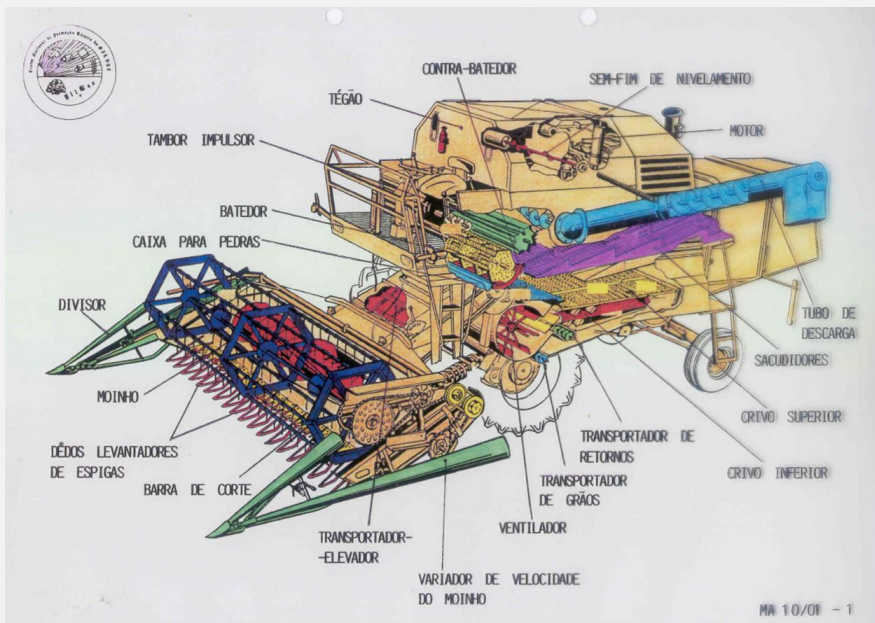 CONTRA-BATEDOR
SEM-FIM DE NIVELAMENTO
TÉGÃO
MOTOR
TAMBOR IMPULSOR
BATEDOR
CAIXA PARA PEDRAS
DIVISOR
TUBO DE
DESCARGA
SACUDIDORES
MOINHO
CRIVO SUPERIOR
DÊDOS LEVANTADORES
DE ESPIGAS
TRANSPORTADOR DE
RETORNOS
CRIVO INFERIOR
BARRA DE CORTE
TRANSPORTADOR
DE GRÃOS
VENTILADOR
TRANSPORTADOR-
-ELEVADOR
VARIADOR DE VELOCIDADE
DO MOINHO
MA 10/01 - 1